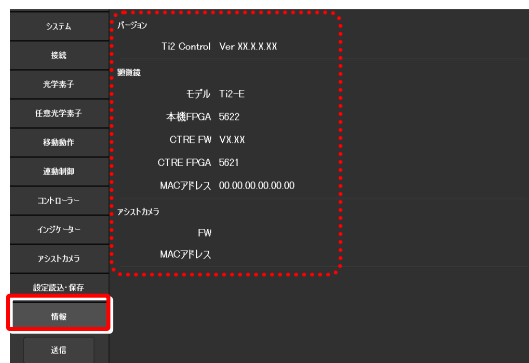 システム
接続
光学素子
任意光学素子
移動動作
連動制御
コントローラー
インジケーター
アシストカメラ
設定読込・保存
情報
送信
バージョン
Ti2 Control Ver XX.X.X.XX
顕微鏡
モデル Ti2-E
本機FPGA 5622
CTRE FW VX.XX
CTRE FPGA 5621
MACアドレス 00.00.00.00.00.00
アシストカメラ
FW
MACアドレス